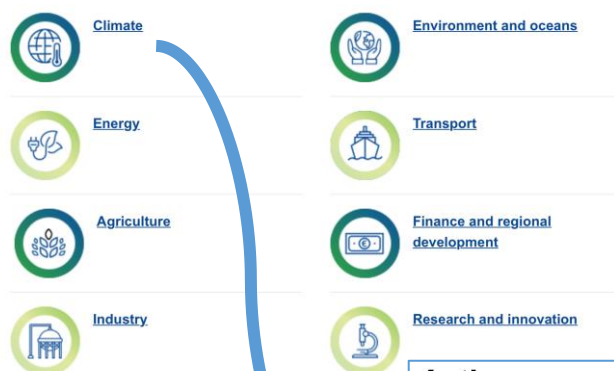 Climate
Environment and oceans
Energy
Transport
Agriculture
Finance and regional
development
Industry
Research and innovation